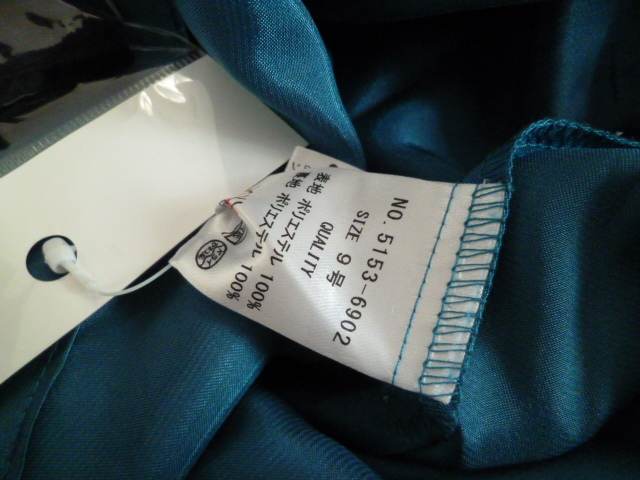 NO. 5153-6902
SIZE 9 号
QUALITY
表地 ポリエステル 100%
裏地 ポリエステル 100%